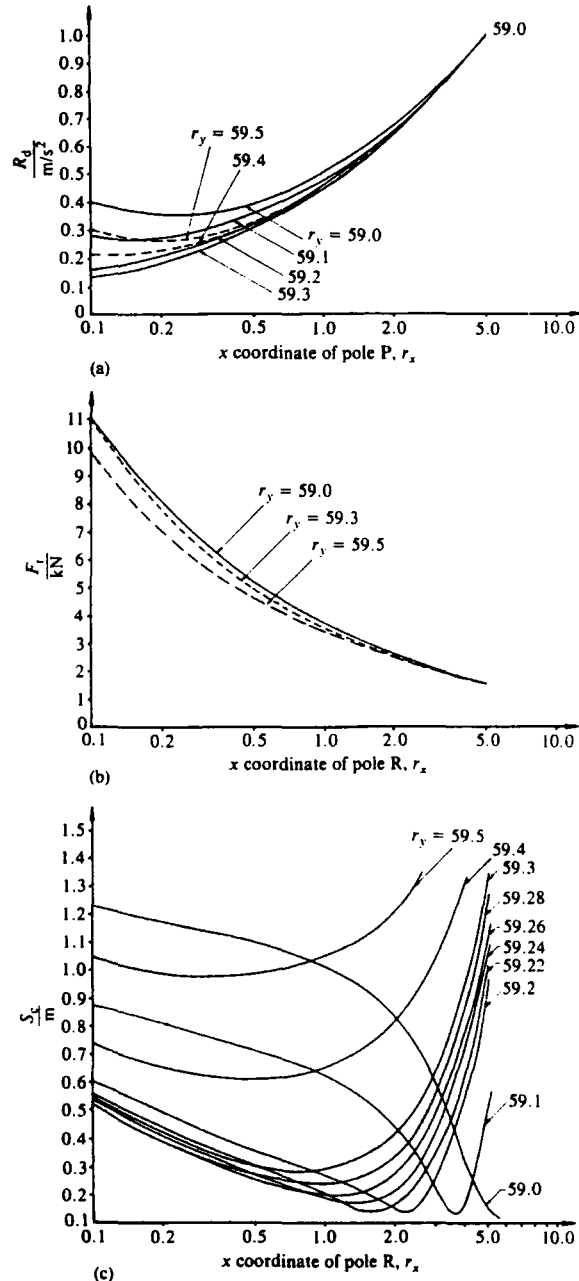 1.0
0.9
0.8
0.7
0.6
0.5
0.4
0.3
0.2
0.1
0
R_d
m/s²
59.0
r_y = 59.5
59.4
r_y = 59.0
59.1
59.2
59.3
0.1 0.2 0.5 1.0 2.0 5.0 10.0
(a)
x coordinate of pole P, r_x
11
10
9
8
7
6
5
4
3
2
1
0
F_t
kN
r_y = 59.0
r_y = 59.3
r_y = 59.5
0.1 0.2 0.5 1.0 2.0 5.0 10.0
x coordinate of pole R, r_x
(b)
1.5
1.4
1.3
1.2
1.1
1.0
0.9
0.8
0.7
0.6
0.5
0.4
0.3
0.2
0.1
m
r_y = 59.5
59.4
59.3
59.28
59.26
59.24
59.22
59.2
59.1
59.0
0.1 0.2 0.5 1.0 2.0 5.0 10.0
x coordinate of pole R, r_x
(c)